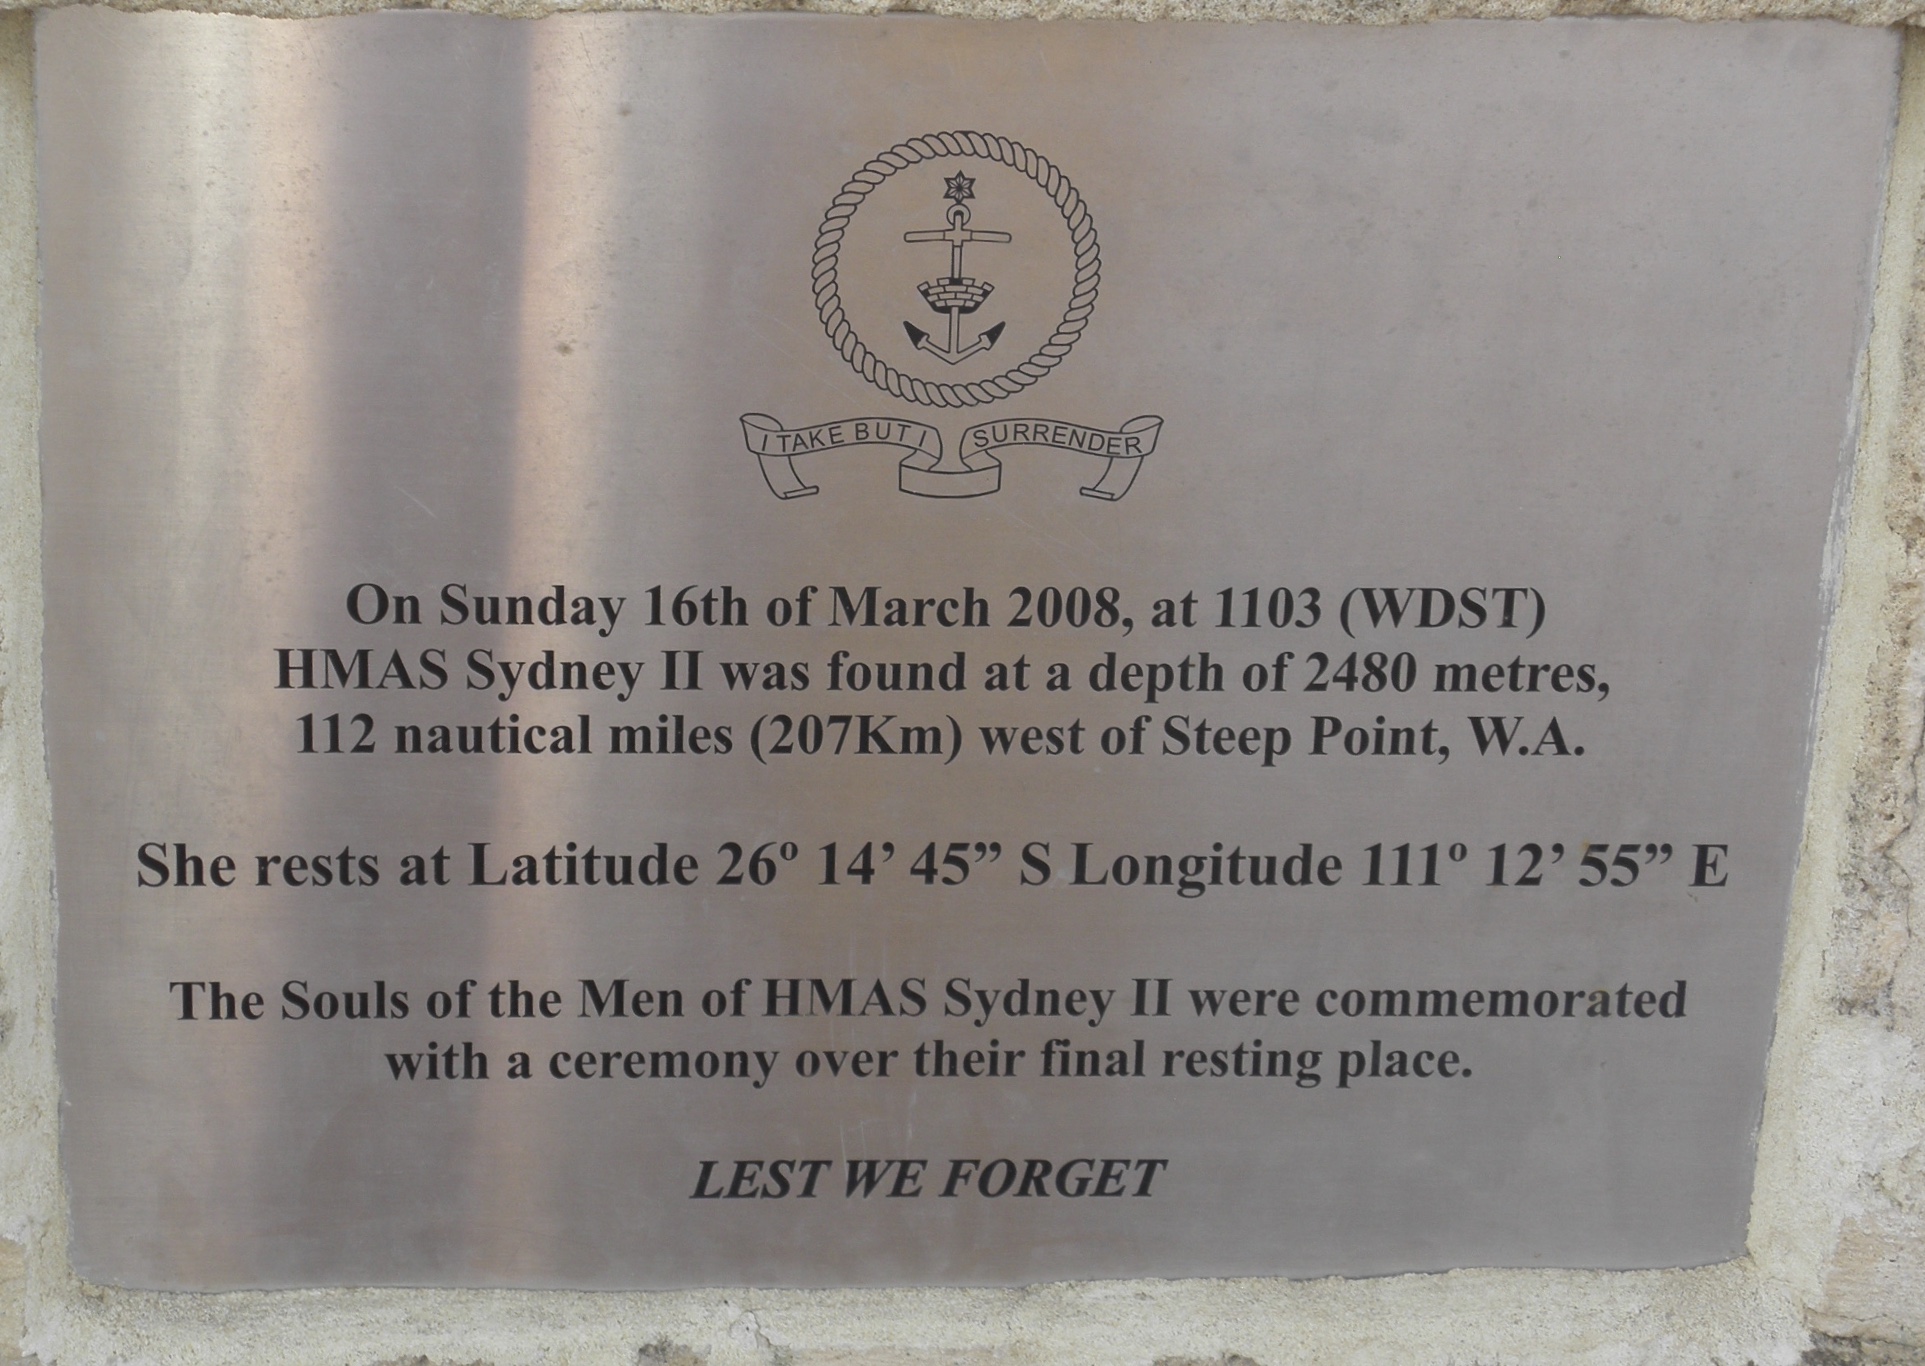 I TAKE BUT I SURRENDER
On Sunday 16th of March 2008, at 1103 (WDST)
HMAS Sydney II was found at a depth of 2480 metres,
112 nautical miles (207Km) west of Steep Point, W.A.
She rests at Latitude 26º 14’ 45” S Longitude 111º 12’ 55” E
The Souls of the Men of HMAS Sydney II were commemorated
with a ceremony over their final resting place.
LEST WE FORGET